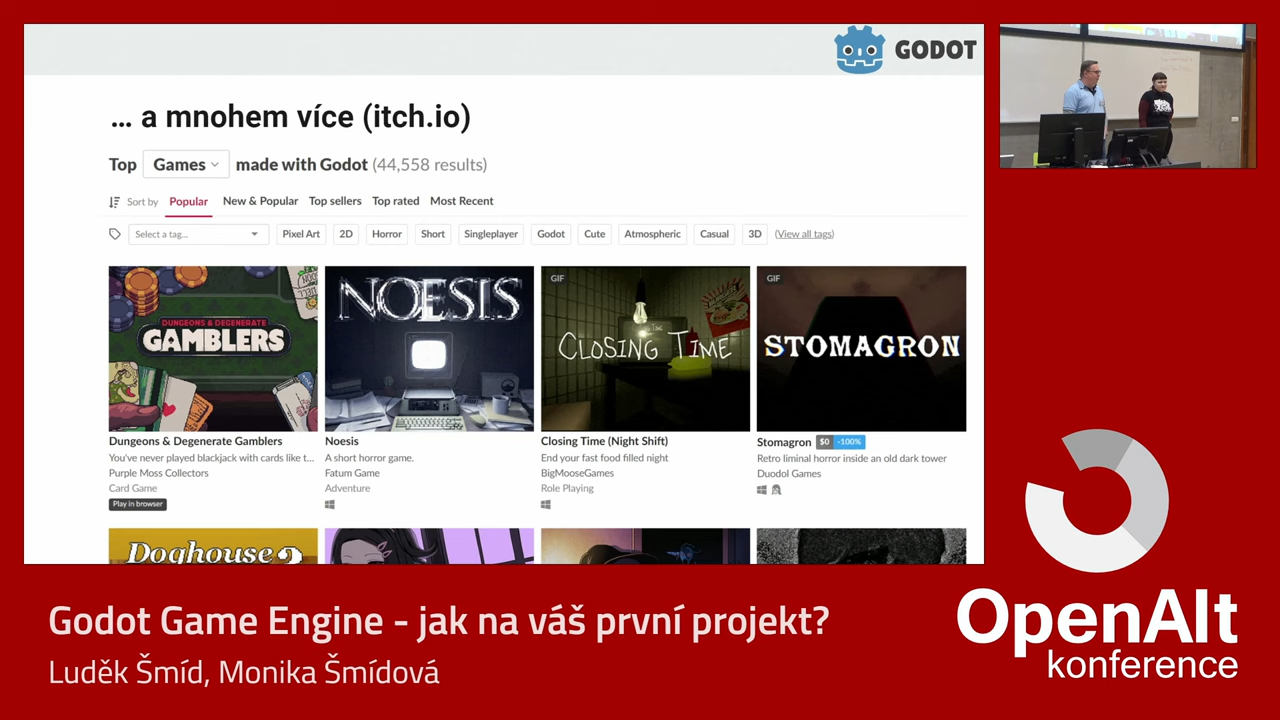 GODOT
... a mnohem více (itch.io)
Top Games made with Godot (44,558 results)
Sort by Popular New & Popular Top sellers Top rated Most Recent
Select a tag... Pixel Art 2D Horror Short Singleplayer Godot Cute Atmospheric Casual 3D (View all tags)
DUNGEONS & DEGENERATE
GAMBLERS
NOESIS
GIF
CLOSING TIME
GIF
STOMAGRON
Dungeons & Degenerate Gamblers
You've never played blackjack with cards like t...
Purple Moss Collectors
Card Game
Play in browser
Noesis
A short horror game.
Fatum Game
Adventure
Closing Time (Night Shift)
End your fast food filled night
BigMooseGames
Role Playing
Stomagron $0 -100%
Retro liminal horror inside an old dark tower
Duodol Games
Doghouse
Godot Game Engine - jak na váš první projekt?
Luděk Šmíd, Monika Šmídová
OpenAlt
konference